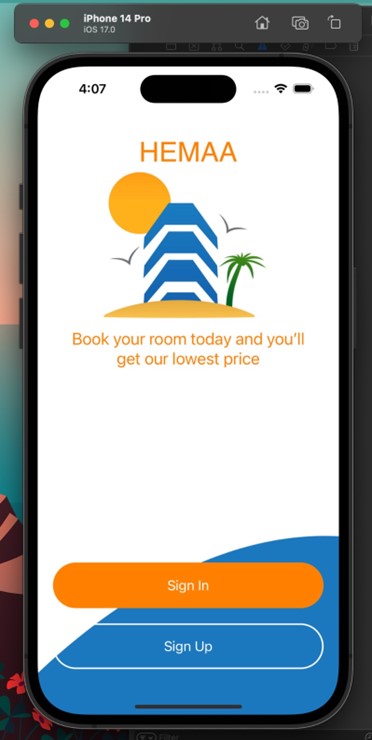 iPhone 14 Pro
iOS 17.0
4:07
HEMAA
Book your room today and you'll
get our lowest price
Sign In
Sign Up
Filter